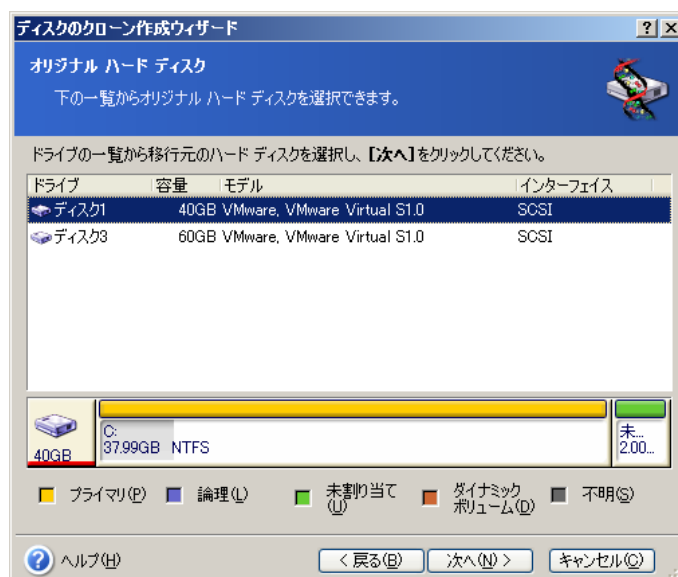 ディスクのクローン作成ウィザード
オリジナル ハード ディスク
下の一覧からオリジナル ハード ディスクを選択できます。
ドライブの一覧から移行元のハード ディスクを選択し、[次へ]をクリックしてください。
ドライブ 容量 モデル インターフェイス
ディスク1 40GB VMware, VMware Virtual S1.0 SCSI
ディスク3 60GB VMware, VMware Virtual S1.0 SCSI
40GB
C:
37.99GB NTFS
未...
2.00...
プライマリ(P) 論理(L) 未割り当て(U) ダイナミック ボリューム(D) 不明(S)
ヘルプ(H) < 戻る(B) 次へ(N) > キャンセル(C)